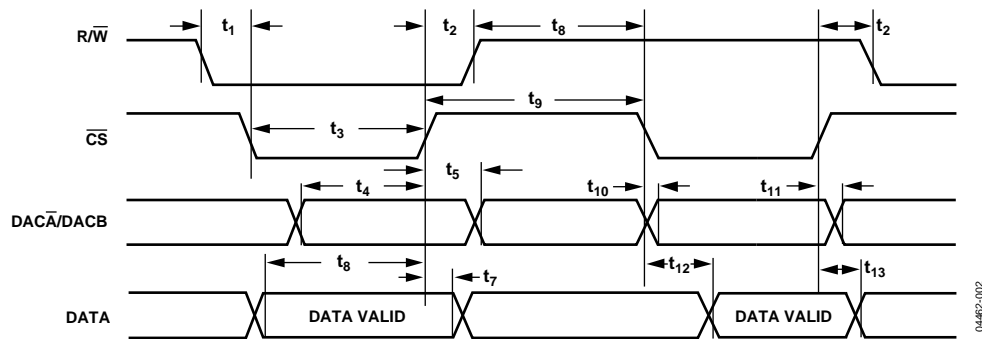 t1
t2
t8
t2
R/W̅
t9
C̅S̅
t3
t5
t4
t10
t11
DACA̅/DACB
t8
t7
t12
t13
DATA
DATA VALID
DATA VALID
04462-002